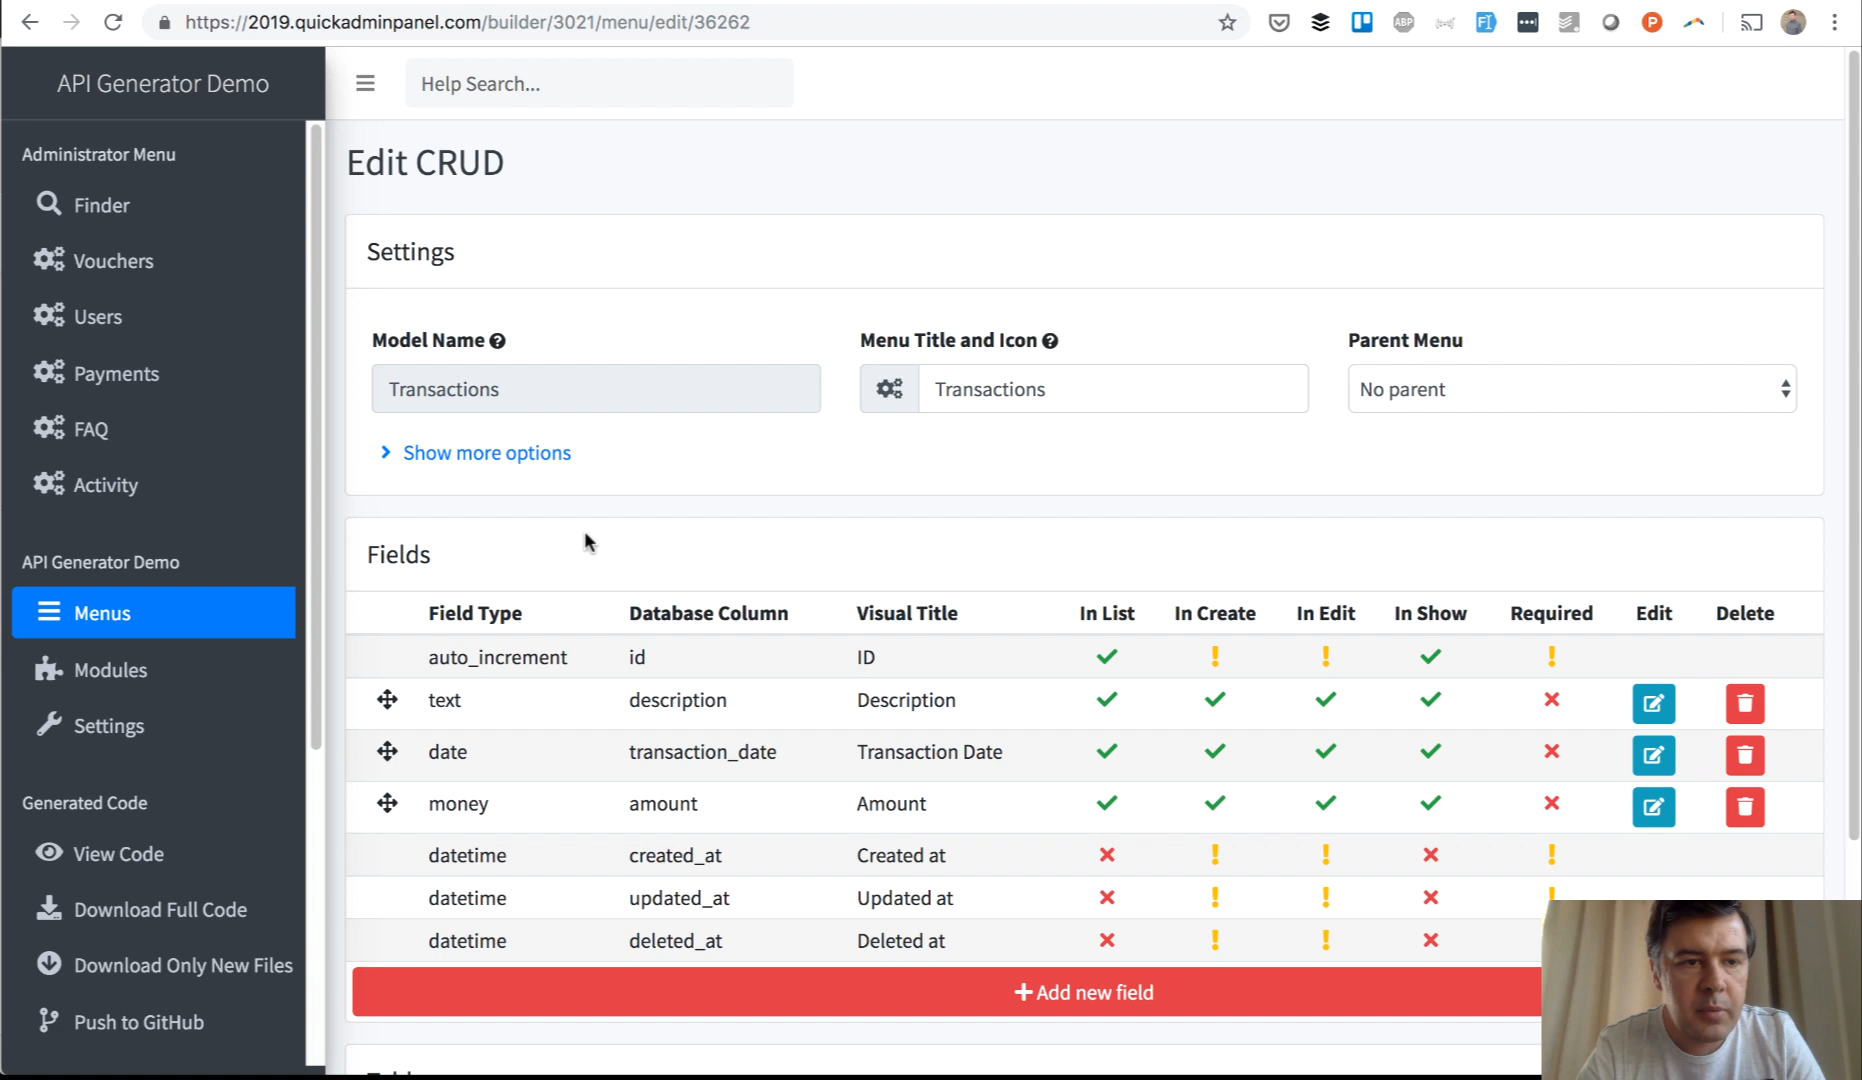 https://2019.quickadminpanel.com/builder/3021/menu/edit/36262
ABP
P
API Generator Demo
Help Search...
Administrator Menu
Finder
Vouchers
Users
Payments
FAQ
Activity
API Generator Demo
Menus
Modules
Settings
Generated Code
View Code
Download Full Code
Download Only New Files
Push to GitHub
Edit CRUD
Settings
Model Name
Menu Title and Icon
Parent Menu
Transactions
Transactions
No parent
Show more options
Fields
Field Type Database Column Visual Title In List In Create In Edit In Show Required Edit Delete
auto_increment id ID
text description Description
date transaction_date Transaction Date
money amount Amount
datetime created_at Created at
datetime updated_at Updated at
datetime deleted_at Deleted at
Add new field